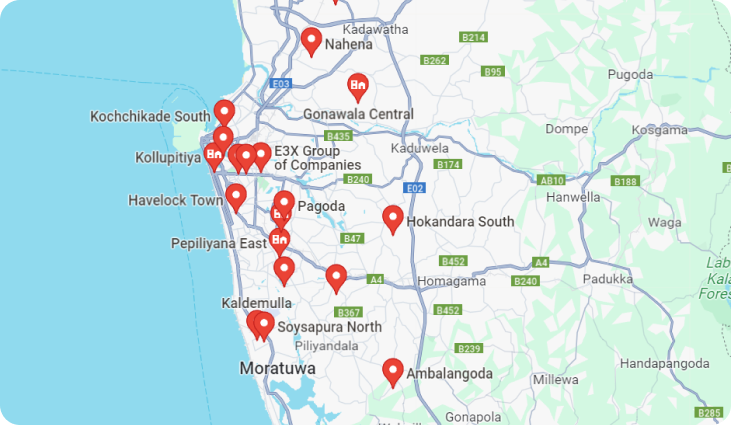 Kadawatha
B214
Nahena
B262
B95
Pugoda
E03
Gonawala Central
Kochchikade South
Dompe
Kosgama
B435
Kaduwela
E3X Group
of Companies
Kollupitiya
B174
B240
E02
AB10
B188
Hanwella
Havelock Town
Pagoda
Hokandara South
Waga
B47
Pepiliyana East
B452
A4
A4
Homagama
B240
Padukka
Lab
Kala
Fores
Kaldemulla
B367
B452
Soysapura North
Piliyandala
B239
Moratuwa
Handapangoda
Ambalangoda
Millewa
B285
Gonapola